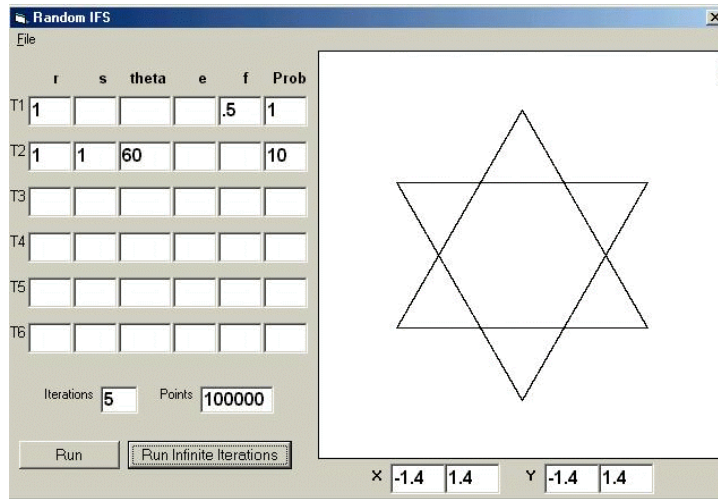 Random IFS
File
r s theta e f Prob
T1 1 .5 1
T2 1 1 60 10
T3
T4
T5
T6
Iterations 5 Points 100000
Run Run Infinite Iterations
X -1.4 1.4 Y -1.4 1.4